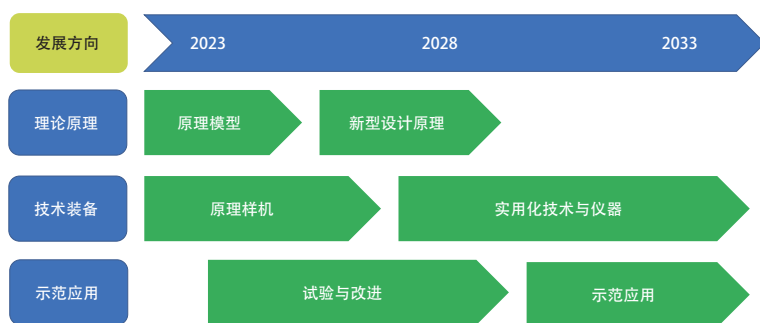 发展方向 2023 2028 2033
理论原理 原理模型 新型设计原理
技术装备 原理样机 实用化技术与仪器
示范应用 试验与改进 示范应用